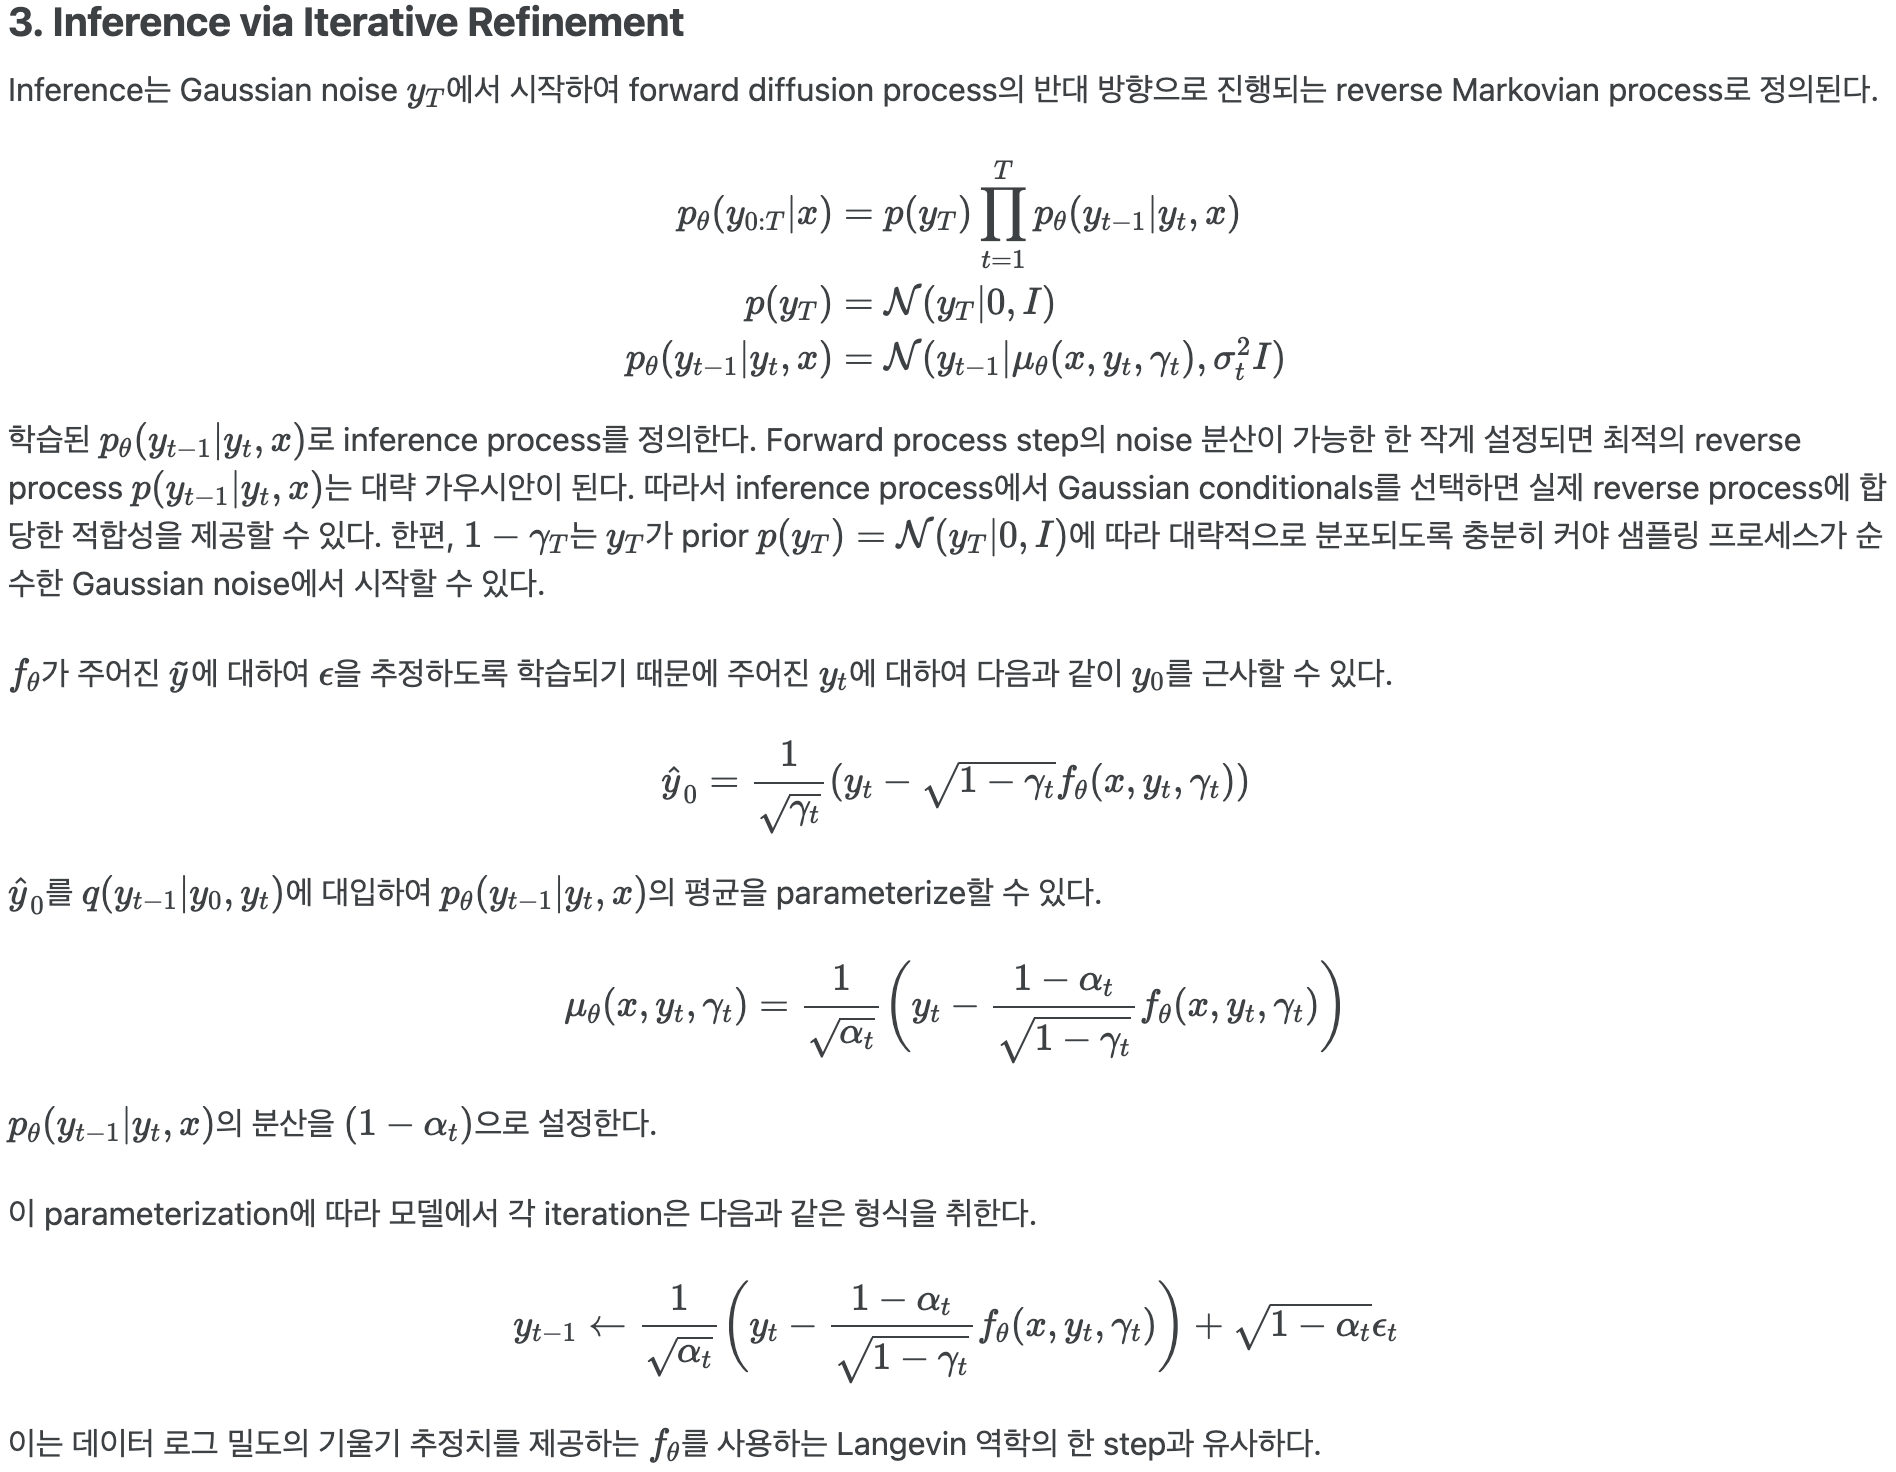 3. Inference via Iterative Refinement
Inference는 Gaussian noise $y_T$에서 시작하여 forward diffusion process의 반대 방향으로 진행되는 reverse Markovian process로 정의된다.
$p_\theta(y_{0:T}|x) = p(y_T) \prod_{t=1}^{T} p_\theta(y_{t-1}|y_t, x)$
$p(y_T) = \mathcal{N}(y_T|0, I)$
$p_\theta(y_{t-1}|y_t, x) = \mathcal{N}(y_{t-1}|\mu_\theta(x, y_t, \gamma_t), \sigma_t^2 I)$
학습된 $p_\theta(y_{t-1}|y_t, x)$로 inference process를 정의한다. Forward process step의 noise 분산이 가능한 한 작게 설정되면 최적의 reverse
process $p(y_{t-1}|y_t, x)$는 대략 가우시안이 된다. 따라서 inference process에서 Gaussian conditionals를 선택하면 실제 reverse process에 합
당한 적합성을 제공할 수 있다. 한편, $1 - \gamma_T$는 $y_T$가 prior $p(y_T) = \mathcal{N}(y_T|0, I)$에 따라 대략적으로 분포되도록 충분히 커야 샘플링 프로세스가 순
수한 Gaussian noise에서 시작할 수 있다.
$f_\theta$가 주어진 $\tilde{y}$에 대하여 $\epsilon$을 추정하도록 학습되기 때문에 주어진 $y_t$에 대하여 다음과 같이 $y_0$를 근사할 수 있다.
$\hat{y}_0 = \frac{1}{\sqrt{\gamma_t}} (y_t - \sqrt{1 - \gamma_t} f_\theta(x, y_t, \gamma_t))$
$\hat{y}_0$를 $q(y_{t-1}|y_0, y_t)$에 대입하여 $p_\theta(y_{t-1}|y_t, x)$의 평균을 parameterize할 수 있다.
$\mu_\theta(x, y_t, \gamma_t) = \frac{1}{\sqrt{\alpha_t}} \left( y_t - \frac{1 - \alpha_t}{\sqrt{1 - \gamma_t}} f_\theta(x, y_t, \gamma_t) \right)$
$p_\theta(y_{t-1}|y_t, x)$의 분산을 $(1 - \alpha_t)$으로 설정한다.
이 parameterization에 따라 모델에서 각 iteration은 다음과 같은 형식을 취한다.
$y_{t-1} \leftarrow \frac{1}{\sqrt{\alpha_t}} \left( y_t - \frac{1 - \alpha_t}{\sqrt{1 - \gamma_t}} f_\theta(x, y_t, \gamma_t) \right) + \sqrt{1 - \alpha_t} \epsilon_t$
이는 데이터 로그 밀도의 기울기 추정치를 제공하는 $f_\theta$를 사용하는 Langevin 역학의 한 step과 유사하다.